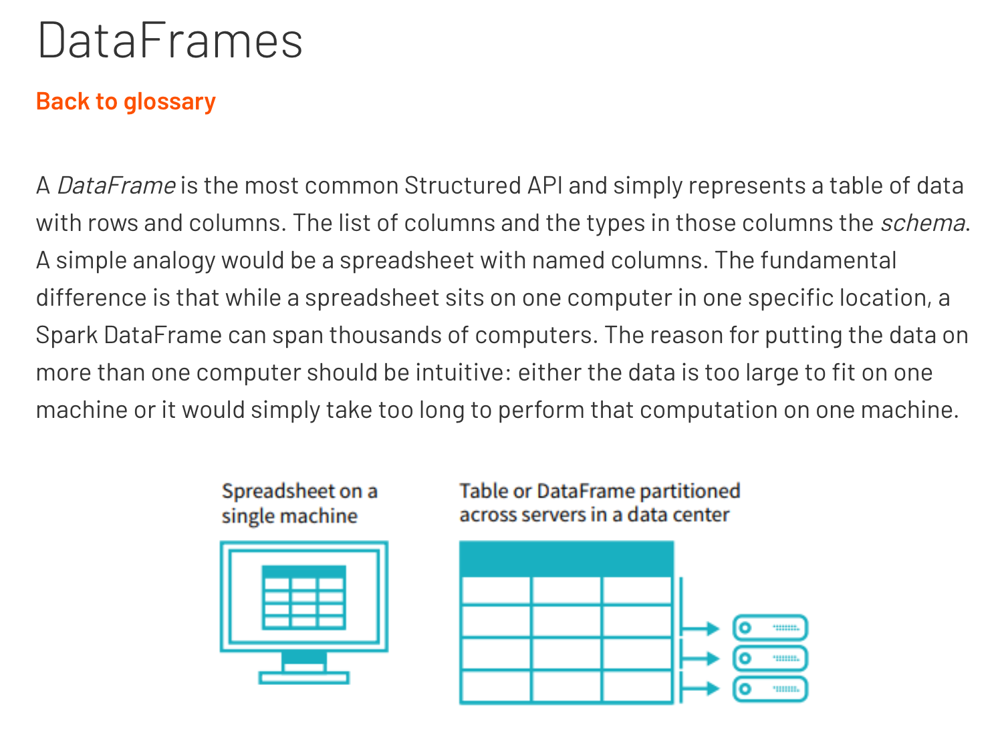 DataFrames
Back to glossary
A DataFrame is the most common Structured API and simply represents a table of data
with rows and columns. The list of columns and the types in those columns the schema.
A simple analogy would be a spreadsheet with named columns. The fundamental
difference is that while a spreadsheet sits on one computer in one specific location, a
Spark DataFrame can span thousands of computers. The reason for putting the data on
more than one computer should be intuitive: either the data is too large to fit on one
machine or it would simply take too long to perform that computation on one machine.
Spreadsheet on a
single machine
Table or DataFrame partitioned
across servers in a data center